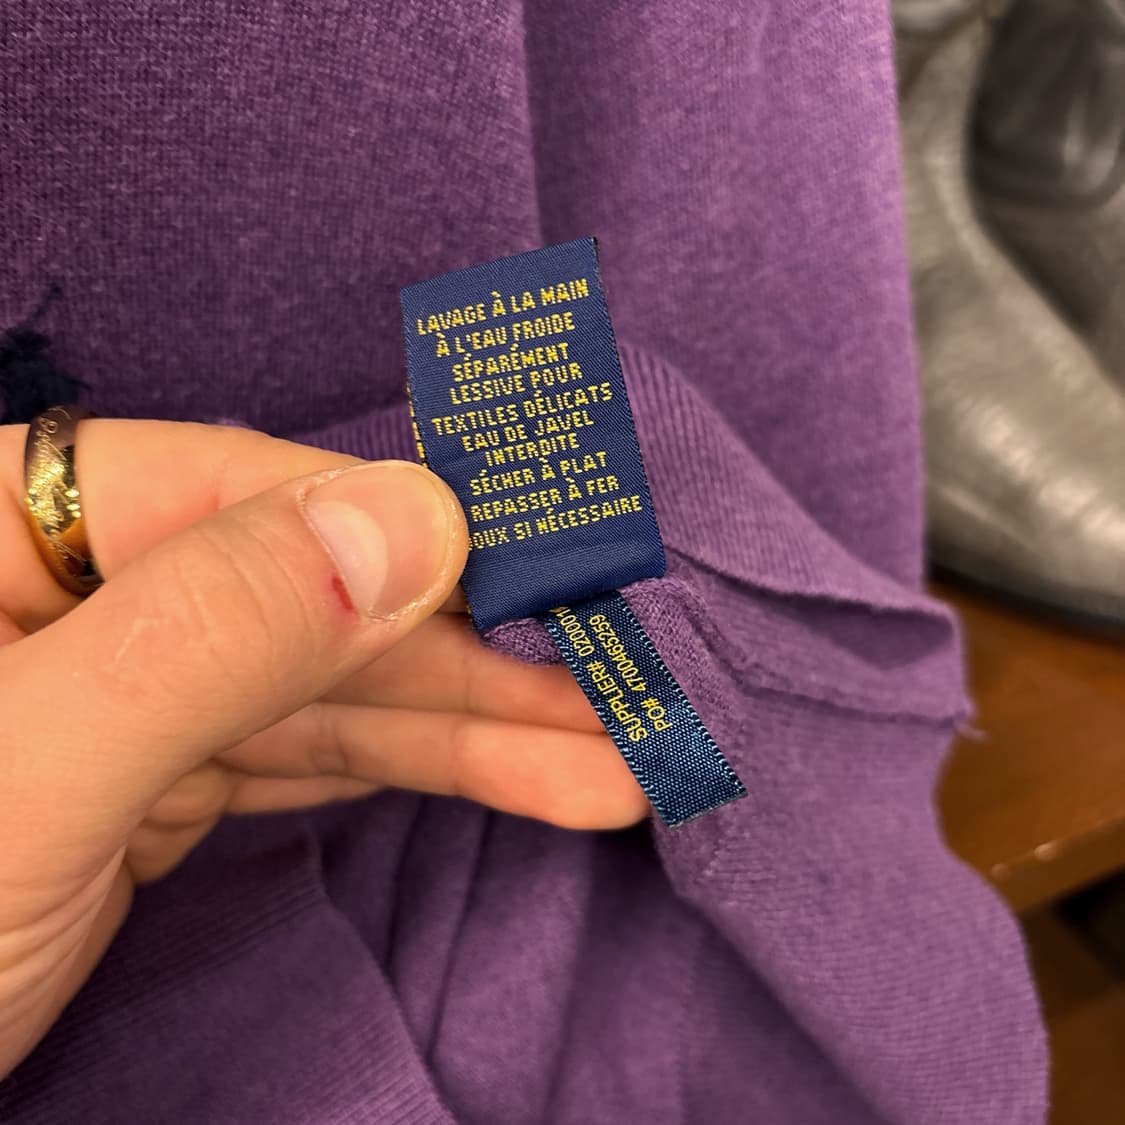 LAVAGE À LA MAIN
À L'EAU FROIDE
SÉPARÉMENT
LESSIVE POUR
TEXTILES DÉLICATS
EAU DE JAVEL
INTERDITE
SÉCHER À PLAT
REPASSER À FER
DOUX SI NÉCESSAIRE
SUPPLIER#
PO# 4700465259